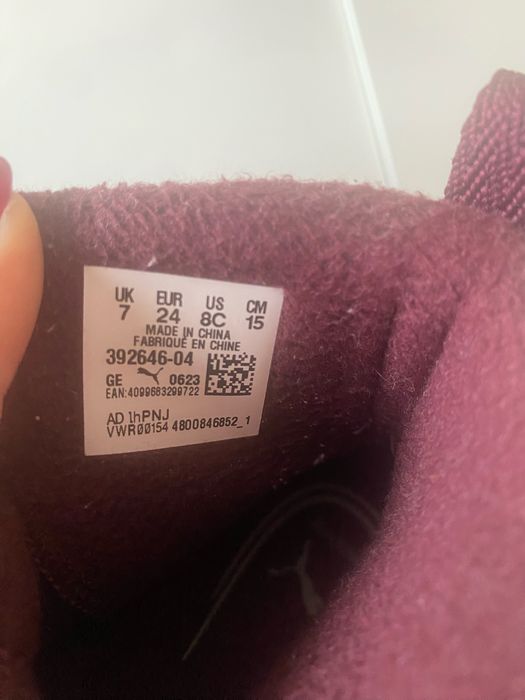 UK EUR US CM
7 24 8C 15
MADE IN CHINA
FABRIQUÉ EN CHINE
392646-04
GE 0623
EAN:4099683299722
AD 1hPNJ
VWR00154 4800846852_1